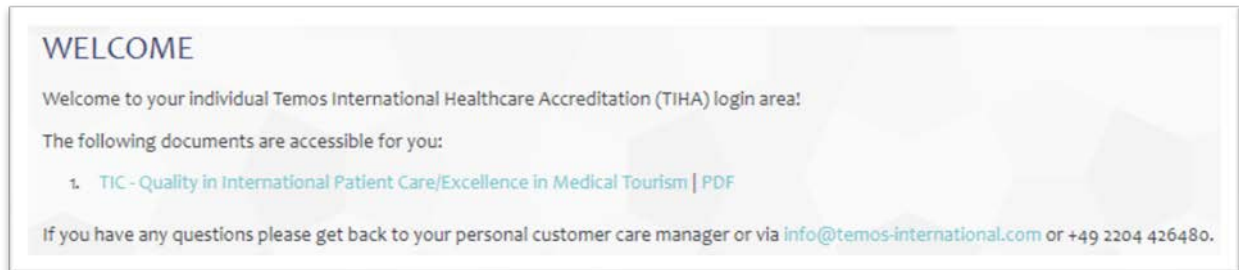 WELCOME
Welcome to your individual Temos International Healthcare Accreditation (TIHA) login area!
The following documents are accessible for you:
1. TIC - Quality in International Patient Care/Excellence in Medical Tourism | PDF
If you have any questions please get back to your personal customer care manager or via info@temos-international.com or +49 2204 426480.